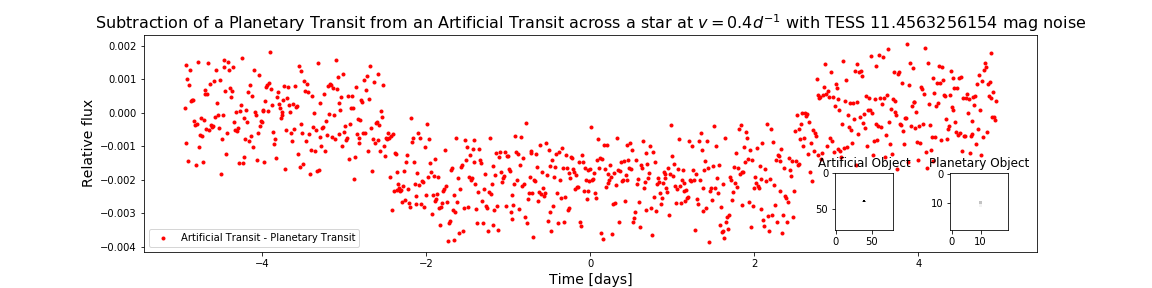 Subtraction of a Planetary Transit from an Artificial Transit across a star at v = 0.4d⁻¹ with TESS 11.4563256154 mag noise
Relative flux
0.002
0.001
0.000
−0.001
−0.002
−0.003
−0.004
Artificial Transit - Planetary Transit
Artificial Object
0
50
0 50
Planetary Object
0
10
0 10
−4 −2 0 2 4
Time [days]